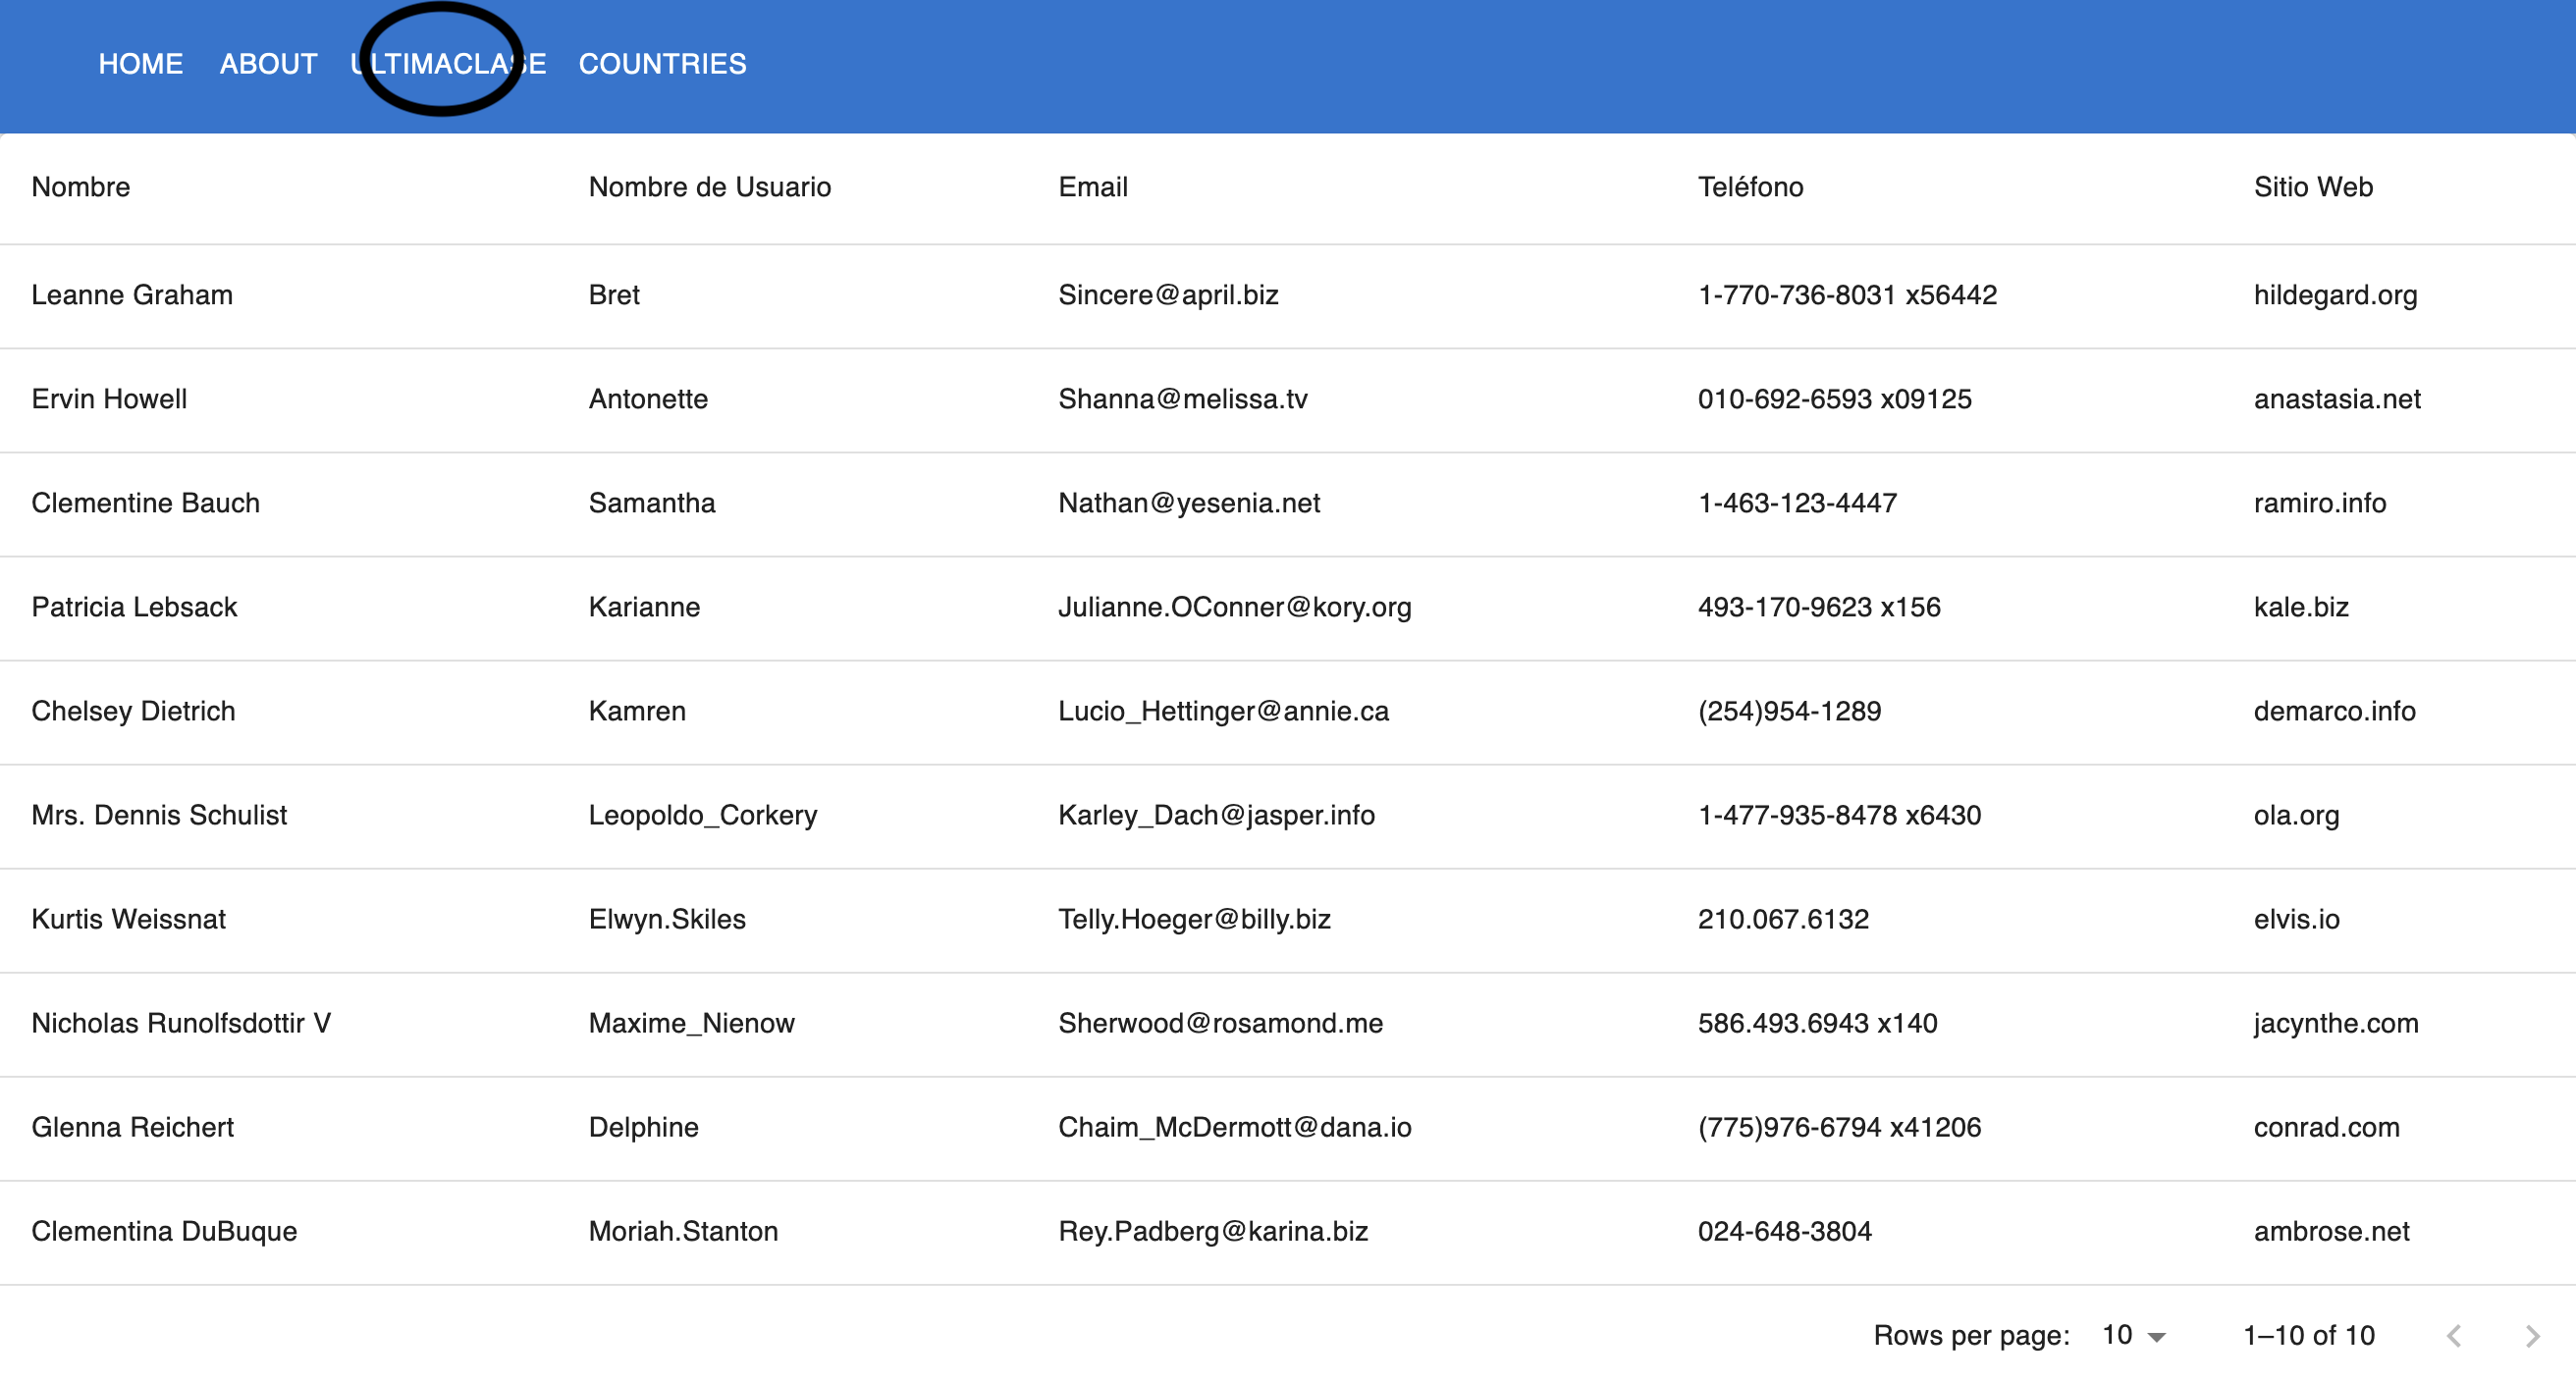 HOME ABOUT ULTIMACLASE COUNTRIES
Nombre Nombre de Usuario Email Teléfono Sitio Web
Leanne Graham Bret Sincere@april.biz 1-770-736-8031 x56442 hildegard.org
Ervin Howell Antonette Shanna@melissa.tv 010-692-6593 x09125 anastasia.net
Clementine Bauch Samantha Nathan@yesenia.net 1-463-123-4447 ramiro.info
Patricia Lebsack Karianne Julianne.OConner@kory.org 493-170-9623 x156 kale.biz
Chelsey Dietrich Kamren Lucio_Hettinger@annie.ca (254)954-1289 demarco.info
Mrs. Dennis Schulist Leopoldo_Corkery Karley_Dach@jasper.info 1-477-935-8478 x6430 ola.org
Kurtis Weissnat Elwyn.Skiles Telly.Hoeger@billy.biz 210.067.6132 elvis.io
Nicholas Runolfsdottir V Maxime_Nienow Sherwood@rosamond.me 586.493.6943 x140 jacynthe.com
Glenna Reichert Delphine Chaim_McDermott@dana.io (775)976-6794 x41206 conrad.com
Clementina DuBuque Moriah.Stanton Rey.Padberg@karina.biz 024-648-3804 ambrose.net
Rows per page: 10 1–10 of 10